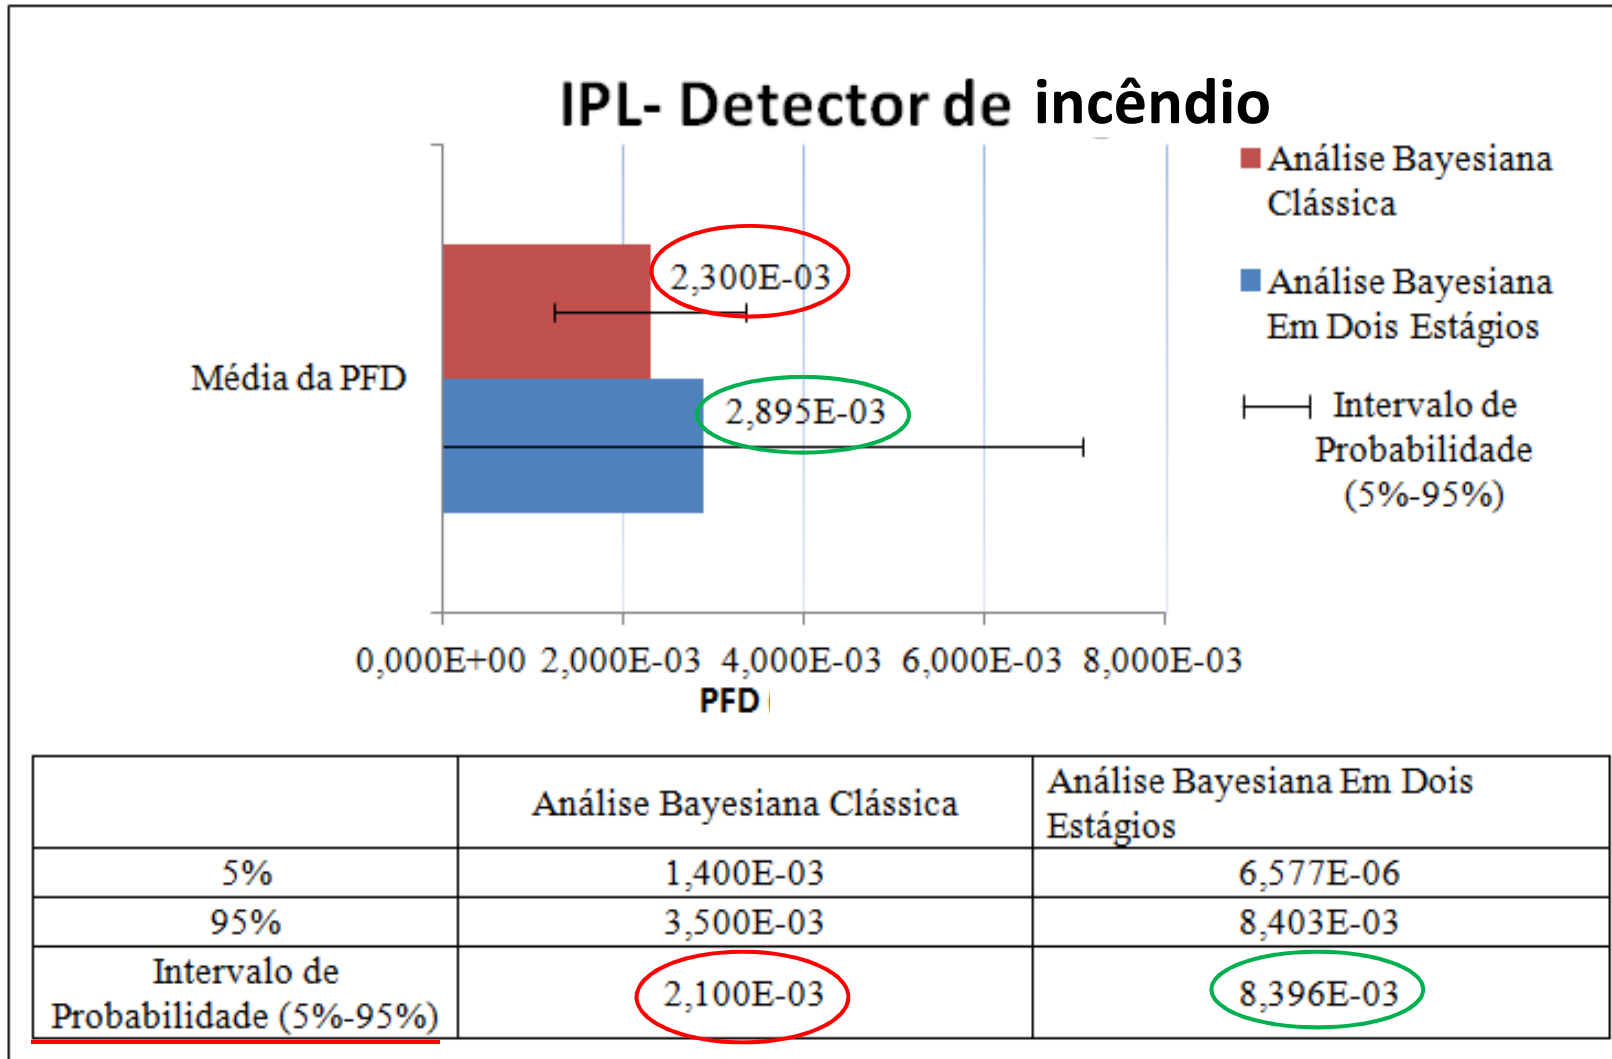 IPL- Detector de incêndio
Análise Bayesiana
Clássica
2,300E-03
Análise Bayesiana
Em Dois Estágios
Média da PFD
2,895E-03
Intervalo de
Probabilidade
(5%-95%)
0,000E+00 2,000E-03 4,000E-03 6,000E-03 8,000E-03
PFD
Análise Bayesiana Clássica
Análise Bayesiana Em Dois
Estágios
5% 1,400E-03 6,577E-06
95% 3,500E-03 8,403E-03
Intervalo de
Probabilidade (5%-95%)
2,100E-03 8,396E-03